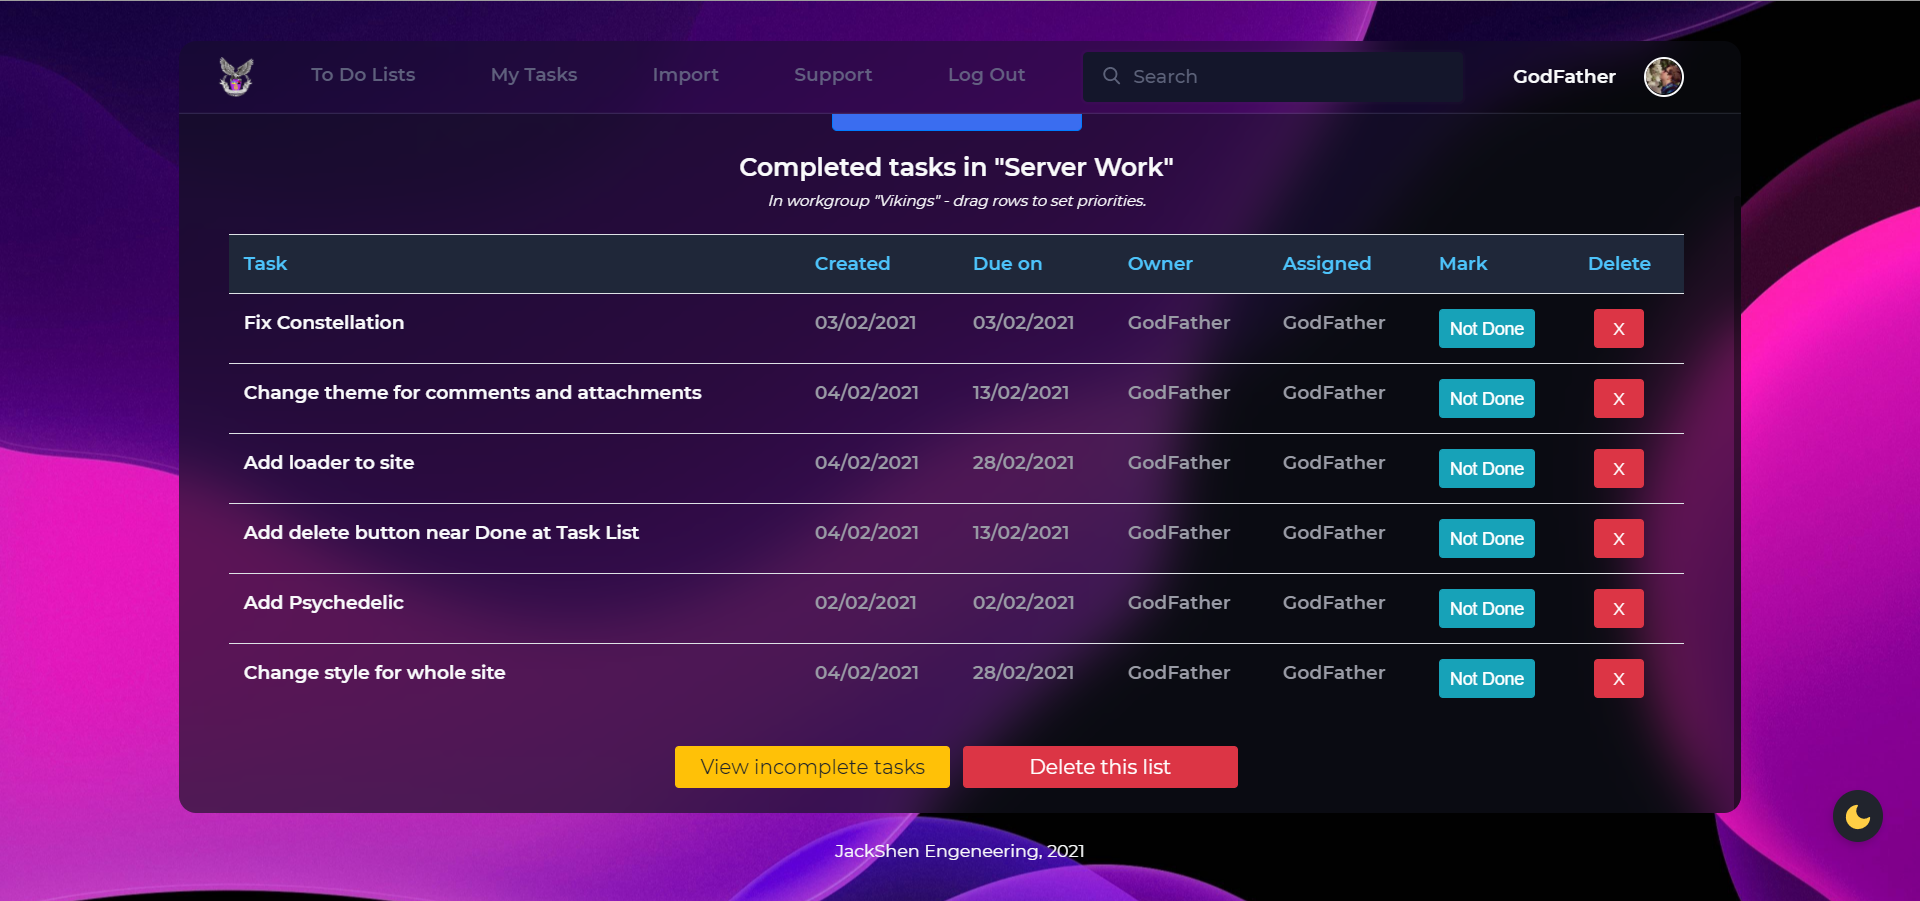 To Do Lists My Tasks Import Support Log Out Search GodFather
Completed tasks in "Server Work"
In workgroup "Vikings" - drag rows to set priorities.
Task Created Due on Owner Assigned Mark Delete
Fix Constellation 03/02/2021 03/02/2021 GodFather GodFather Not Done X
Change theme for comments and attachments 04/02/2021 13/02/2021 GodFather GodFather Not Done X
Add loader to site 04/02/2021 28/02/2021 GodFather GodFather Not Done X
Add delete button near Done at Task List 04/02/2021 13/02/2021 GodFather GodFather Not Done X
Add Psychedelic 02/02/2021 02/02/2021 GodFather GodFather Not Done X
Change style for whole site 04/02/2021 28/02/2021 GodFather GodFather Not Done X
View incomplete tasks Delete this list
JackShen Engeneering, 2021